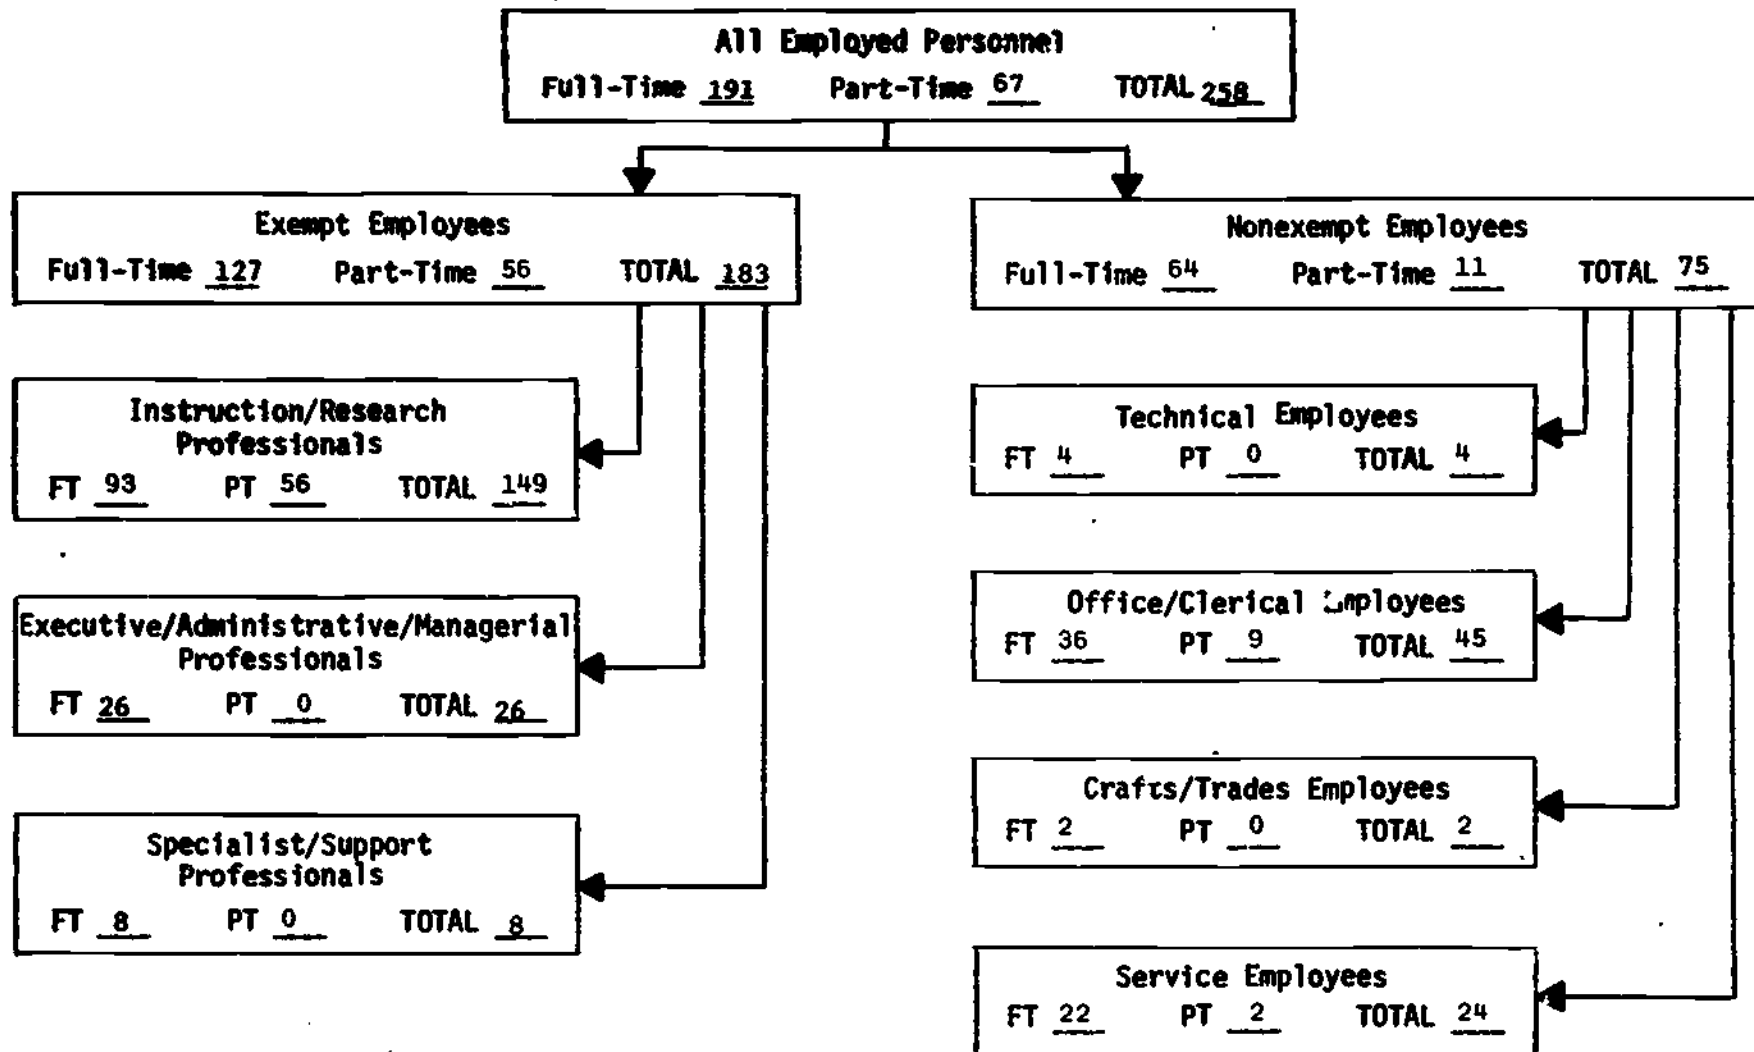 All Employed Personnel
Full-Time 191 Part-Time 67 TOTAL 258
Exempt Employees
Full-Time 127 Part-Time 56 TOTAL 183
Instruction/Research
Professionals
FT 93 PT 56 TOTAL 149
Executive/Administrative/Managerial
Professionals
FT 26 PT 0 TOTAL 26
Specialist/Support
Professionals
FT 8 PT 0 TOTAL 8
Nonexempt Employees
Full-Time 64 Part-Time 11 TOTAL 75
Technical Employees
FT 4 PT 0 TOTAL 4
Office/Clerical Employees
FT 36 PT 9 TOTAL 45
Crafts/Trades Employees
FT 2 PT 0 TOTAL 2
Service Employees
FT 22 PT 2 TOTAL 24